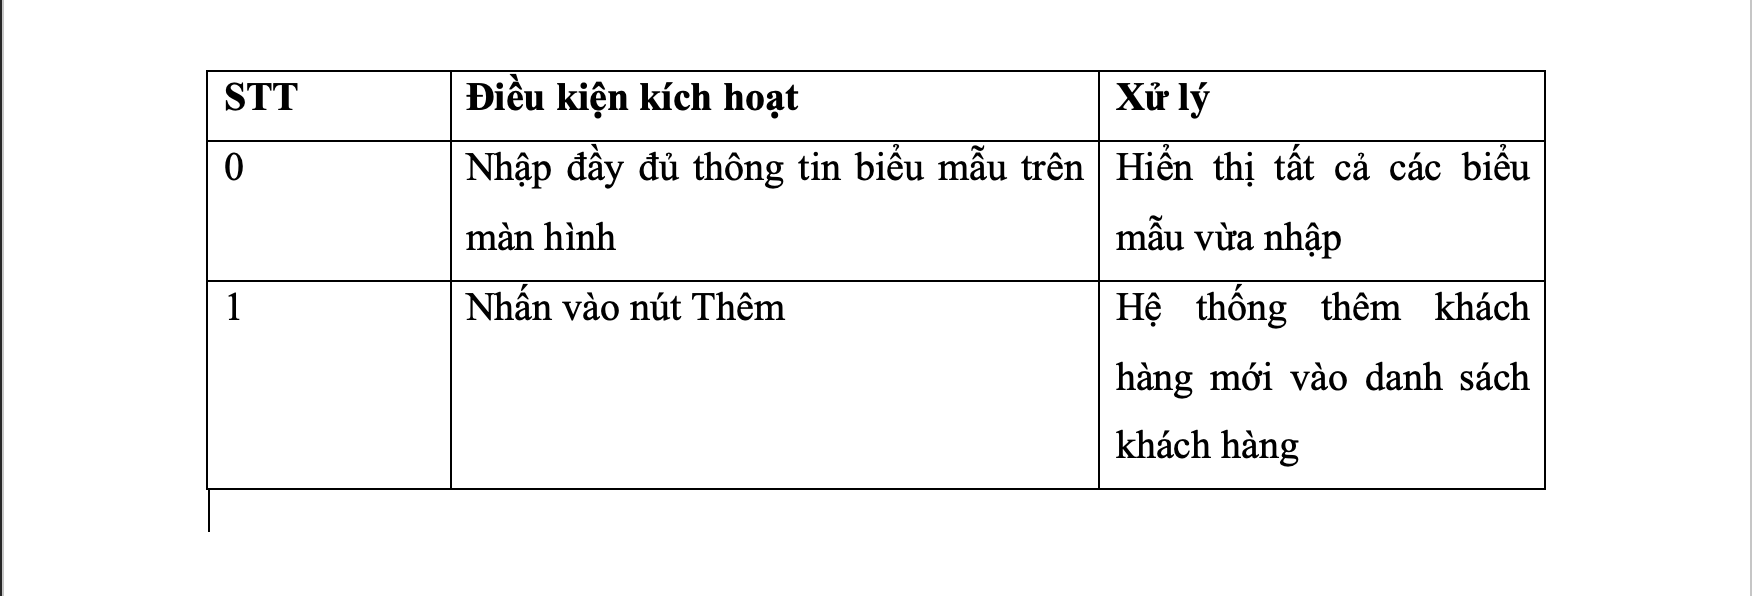 STT Điều kiện kích hoạt Xử lý
0 Nhập đầy đủ thông tin biểu mẫu trên Hiển thị tất cả các biểu
màn hình mẫu vừa nhập
1 Nhấn vào nút Thêm Hệ thống thêm khách
hàng mới vào danh sách
khách hàng